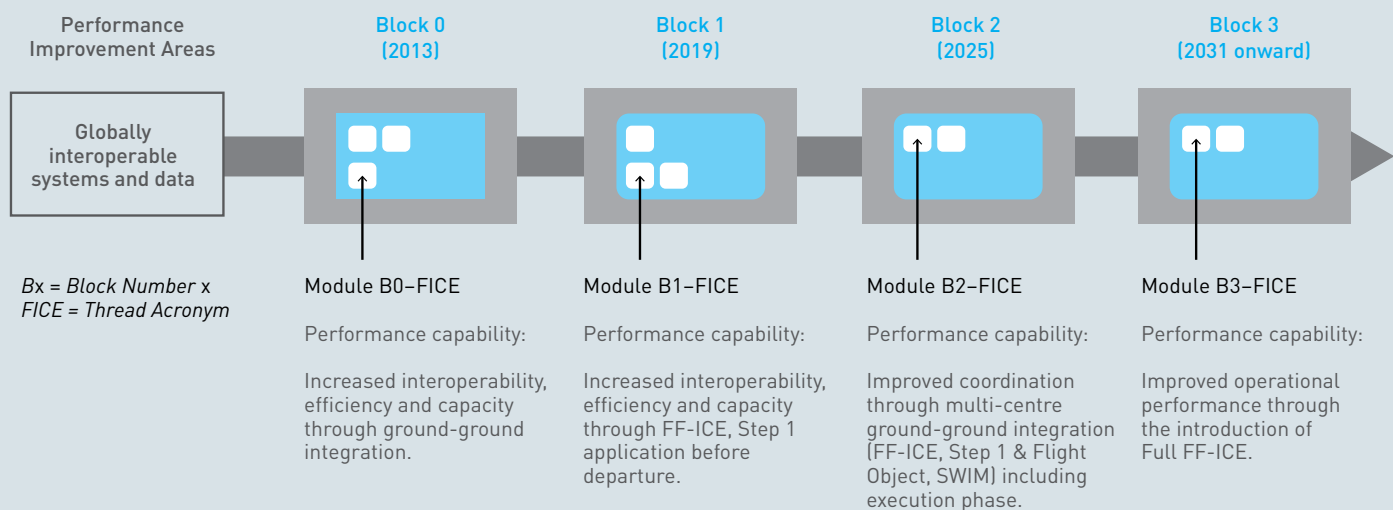 Performance
Improvement Areas
Block 0
(2013)
Block 1
(2019)
Block 2
(2025)
Block 3
(2031 onward)
Globally
interoperable
systems and data
Bx = Block Number x
FICE = Thread Acronym
Module B0–FICE
Performance capability:
Increased interoperability,
efficiency and capacity
through ground-ground
integration.
Module B1–FICE
Performance capability:
Increased interoperability,
efficiency and capacity
through FF-ICE, Step 1
application before
departure.
Module B2–FICE
Performance capability:
Improved coordination
through multi-centre
ground-ground integration
(FF-ICE, Step 1 & Flight
Object, SWIM) including
execution phase.
Module B3–FICE
Performance capability:
Improved operational
performance through
the introduction of
Full FF-ICE.